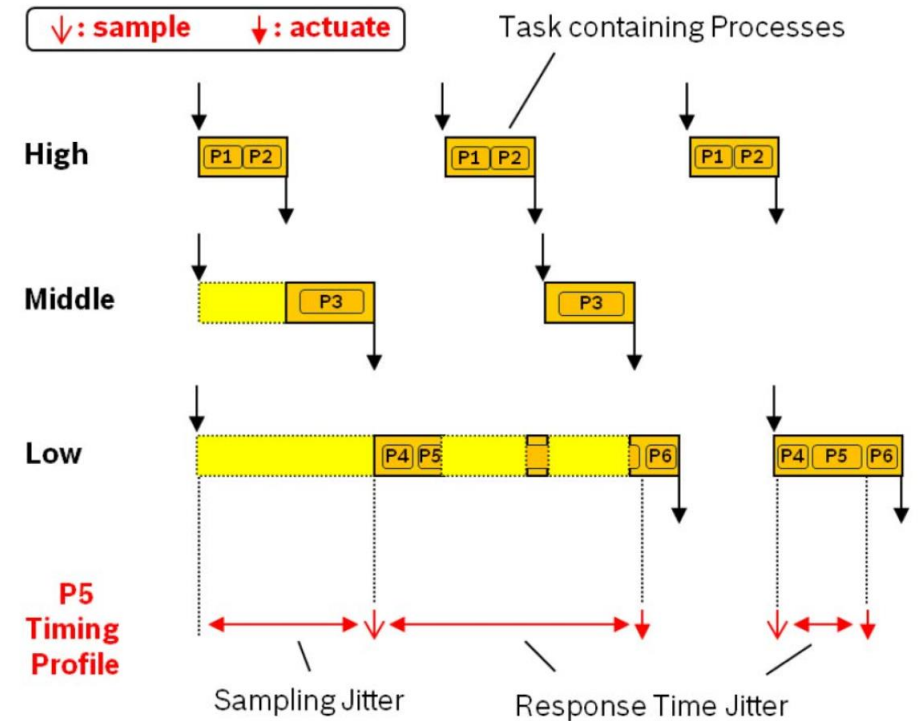 : sample : actuate
Task containing Processes
High
P1 P2 P1 P2 P1 P2
Middle
P3 P3
Low
P4 P5 P6 P4 P5 P6
P5
Timing
Profile
Sampling Jitter
Response Time Jitter